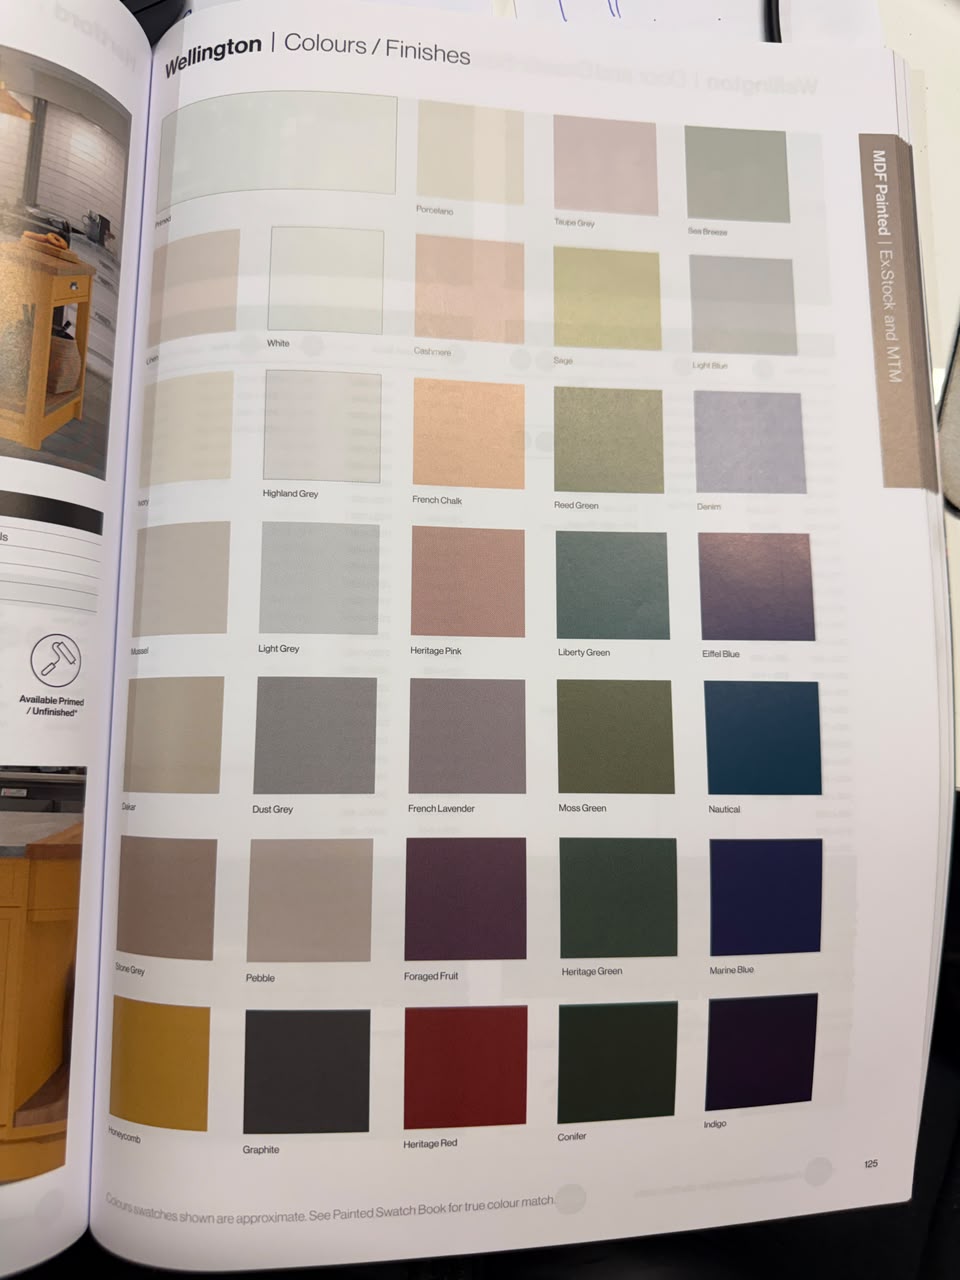 Wellington | Colours / Finishes
Primed
Porcelano
Taupe Grey
Sea Breeze
Linen
White
Cashmere
Sage
Light Blue
Ivory
Highland Grey
French Chalk
Reed Green
Denim
Mussel
Light Grey
Heritage Pink
Liberty Green
Eiffel Blue
Dakar
Dust Grey
French Lavender
Moss Green
Nautical
Stone Grey
Pebble
Foraged Fruit
Heritage Green
Marine Blue
Honeycomb
Graphite
Heritage Red
Conifer
Indigo
Colours swatches shown are approximate. See Painted Swatch Book for true colour match.
125
MDF Painted | Ex.Stock and MTM
ls
Available Primed
/ Unfinished*